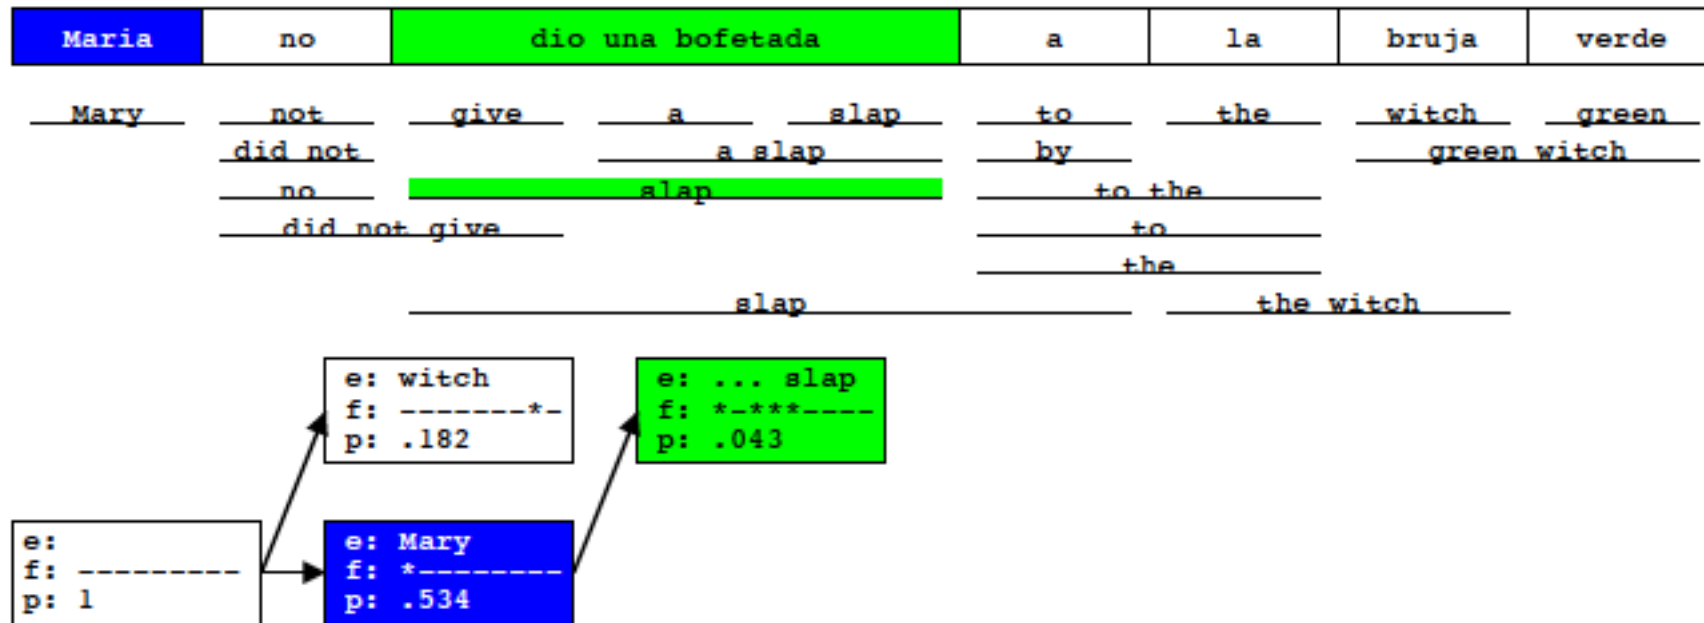 Maria no dio una bofetada a la bruja verde
Mary not give a slap to the witch green
did not a slap by green witch
no slap to the
did not give to
the
slap the witch
e: witch
f: -------*-
p: .182
e: ... slap
f: *-***----
p: .043
e:
f: ---------
p: 1
e: Mary
f: *--------
p: .534